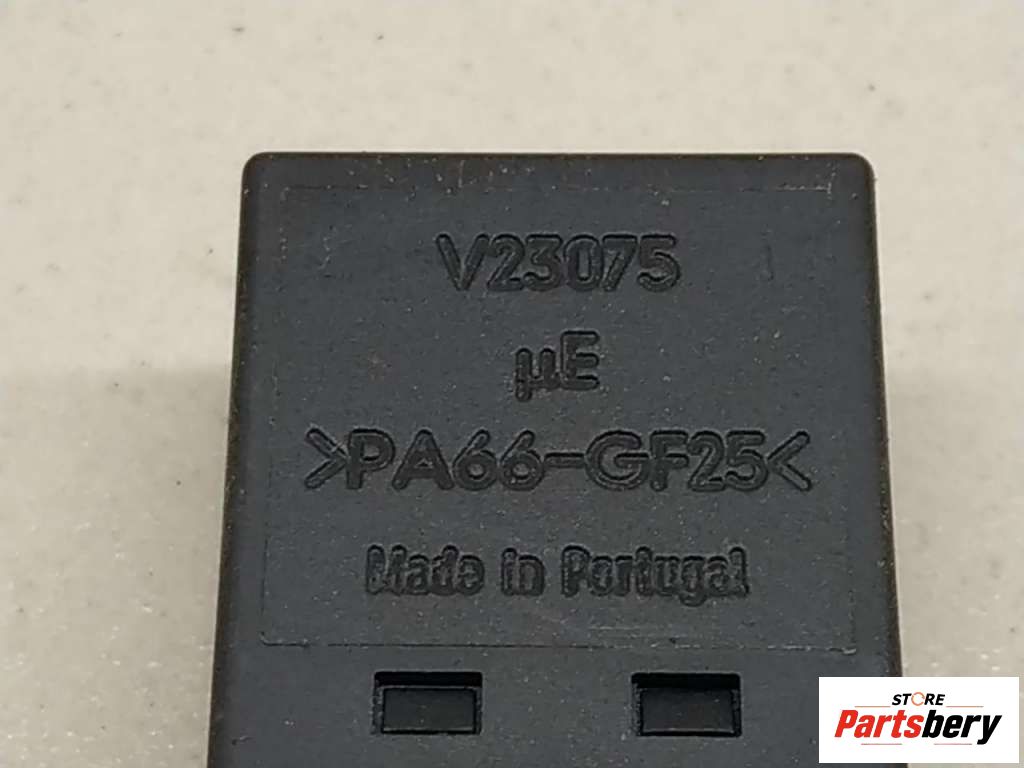 V23075
µE
>PA66-GF25<
Made in Portugal
STORE
Partsbery